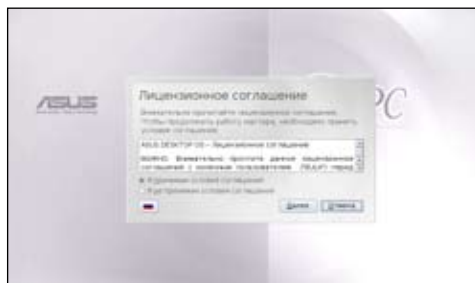 ASUS
PC
Лицензионное соглашение
Внимательно прочитайте лицензионное соглашение.
Чтобы продолжить работу мастера, необходимо принять
условия соглашения.
ASUS DESKTOP OS – Лицензионное соглашение
ВАЖНО: Внимательно прочтите данное лицензионное
соглашение с конечным пользователем (EULA) перед
Я принимаю условия соглашения
Я не принимаю условия соглашения
Далее
Отмена